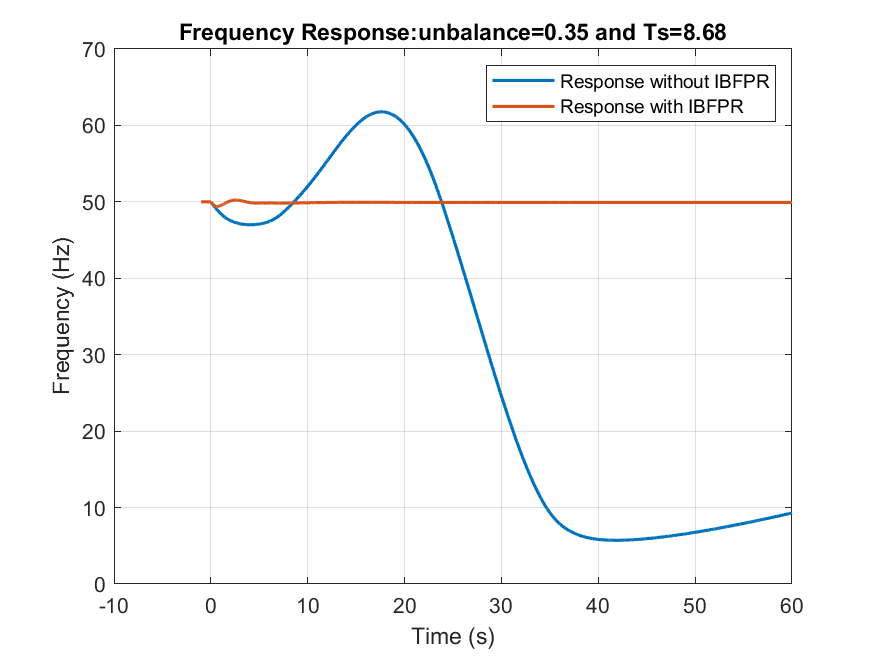 Frequency Response:unbalance=0.35 and Ts=8.68
Response without IBFPR
Response with IBFPR
Frequency (Hz)
70
60
50
40
30
20
10
0
-10 0 10 20 30 40 50 60
Time (s)